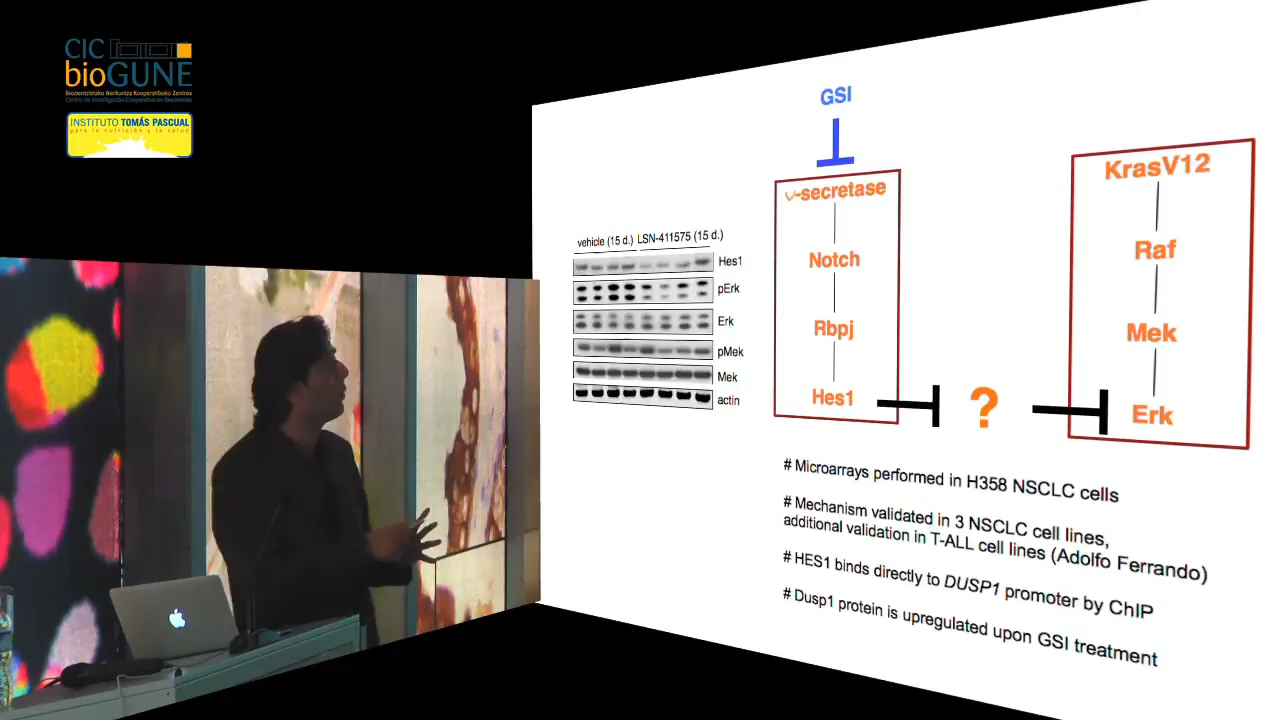 CIC
bioGUNE
Biozientzietako Ikerkuntza Kooperatiboko Zentroa
Centro de Investigación Cooperativa en Biociencias
INSTITUTO TOMÁS PASCUAL
para la nutrición y la salud
GSI
γ-secretase
Notch
Rbpj
Hes1
?
KrasV12
Raf
Mek
Erk
vehicle (15 d.) LSN-411575 (15 d.)
Hes1
pErk
Erk
pMek
Mek
actin
# Microarrays performed in H358 NSCLC cells
# Mechanism validated in 3 NSCLC cell lines,
additional validation in T-ALL cell lines (Adolfo Ferrando)
# HES1 binds directly to DUSP1 promoter by ChIP
# Dusp1 protein is upregulated upon GSI treatment